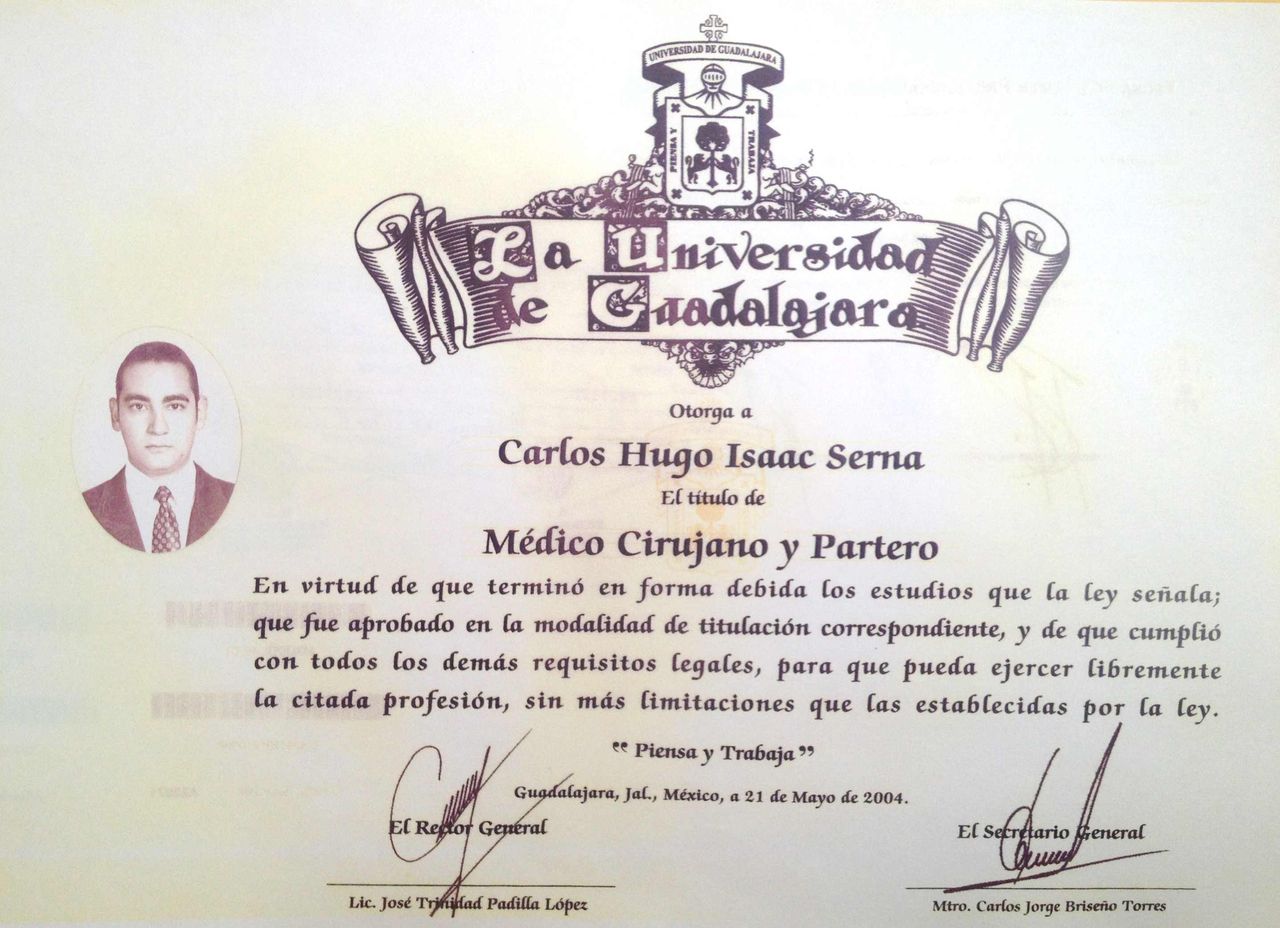 UNIVERSIDAD DE GUADALAJARA
PIENSA Y
TRABAJA
La Universidad
de Guadalajara
Otorga a
Carlos Hugo Isaac Serna
El título de
Médico Cirujano y Partero
En virtud de que terminó en forma debida los estudios que la ley señala;
que fue aprobado en la modalidad de titulación correspondiente, y de que cumplió
con todos los demás requisitos legales, para que pueda ejercer libremente
la citada profesión, sin más limitaciones que las establecidas por la ley.
“ Piensa y Trabaja ”
Guadalajara, Jal., México, a 21 de Mayo de 2004.
El Rector General
El Secretario General
Lic. José Trinidad Padilla López
Mtro. Carlos Jorge Briseño Torres